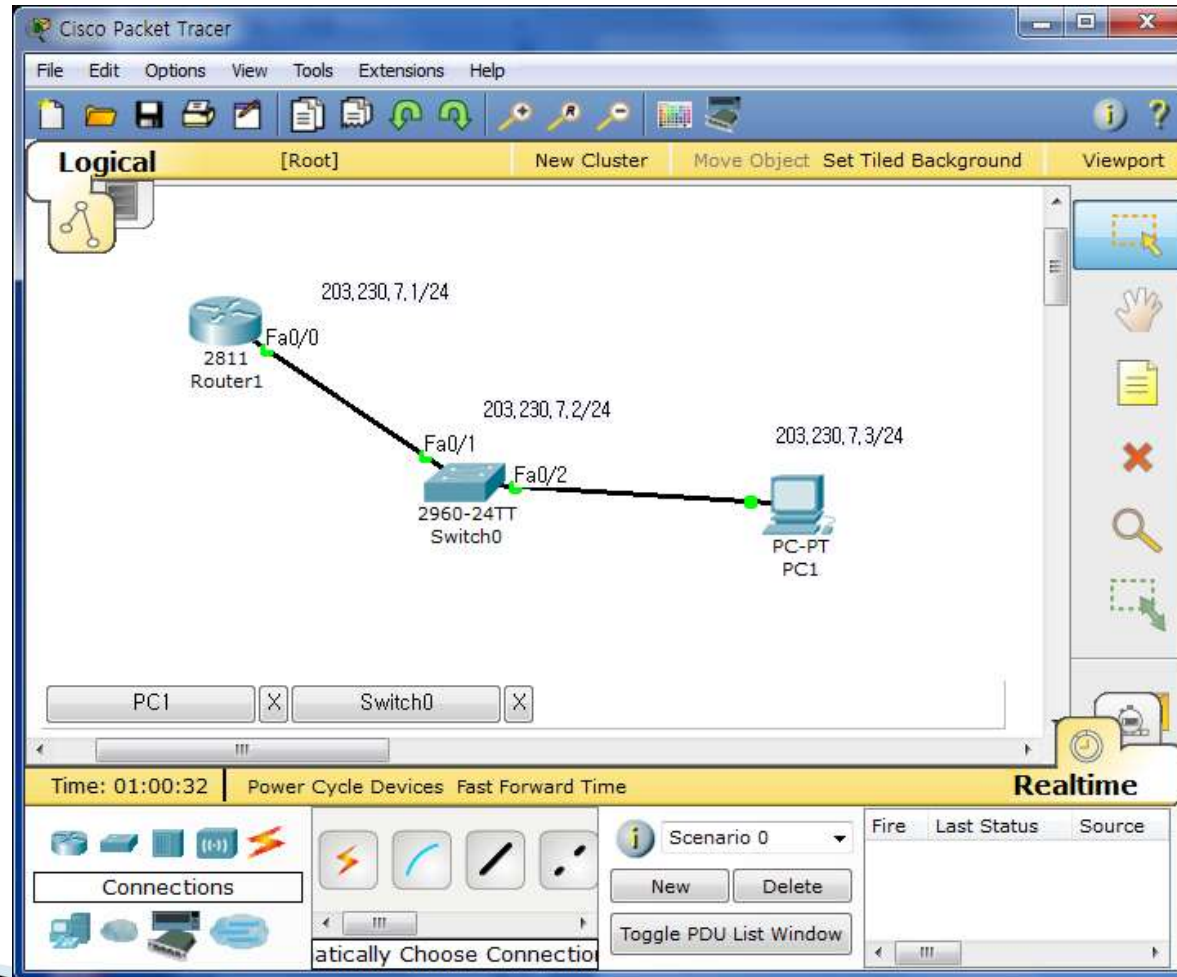 Cisco Packet Tracer
File Edit Options View Tools Extensions Help
Logical [Root] New Cluster Move Object Set Tiled Background Viewport
203,230,7,1/24
Fa0/0
2811
Router1
203,230,7,2/24
Fa0/1
203,230,7,3/24
Fa0/2
2960-24TT
Switch0
PC-PT
PC1
PC1 X Switch0 X
Time: 01:00:32 Power Cycle Devices Fast Forward Time Realtime
Scenario 0
Fire Last Status Source
Connections
New Delete
Toggle PDU List Window
atically Choose Connection